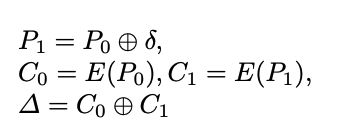 P₁ = P₀ ⊕ δ,
C₀ = E(P₀), C₁ = E(P₁),
Δ = C₀ ⊕ C₁